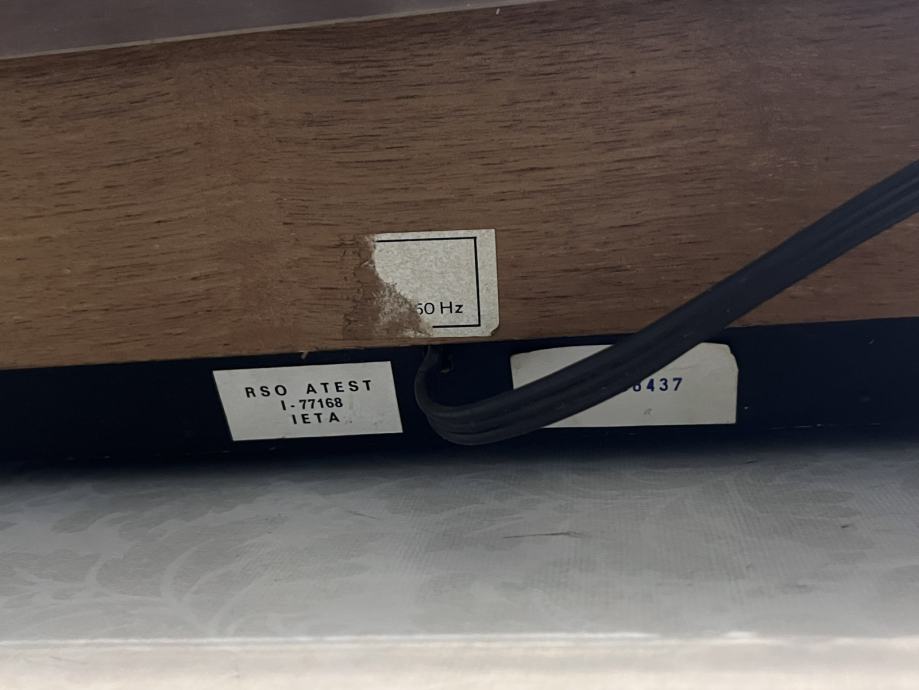 50 Hz
RSO ATEST
I-77168
IETA
6437